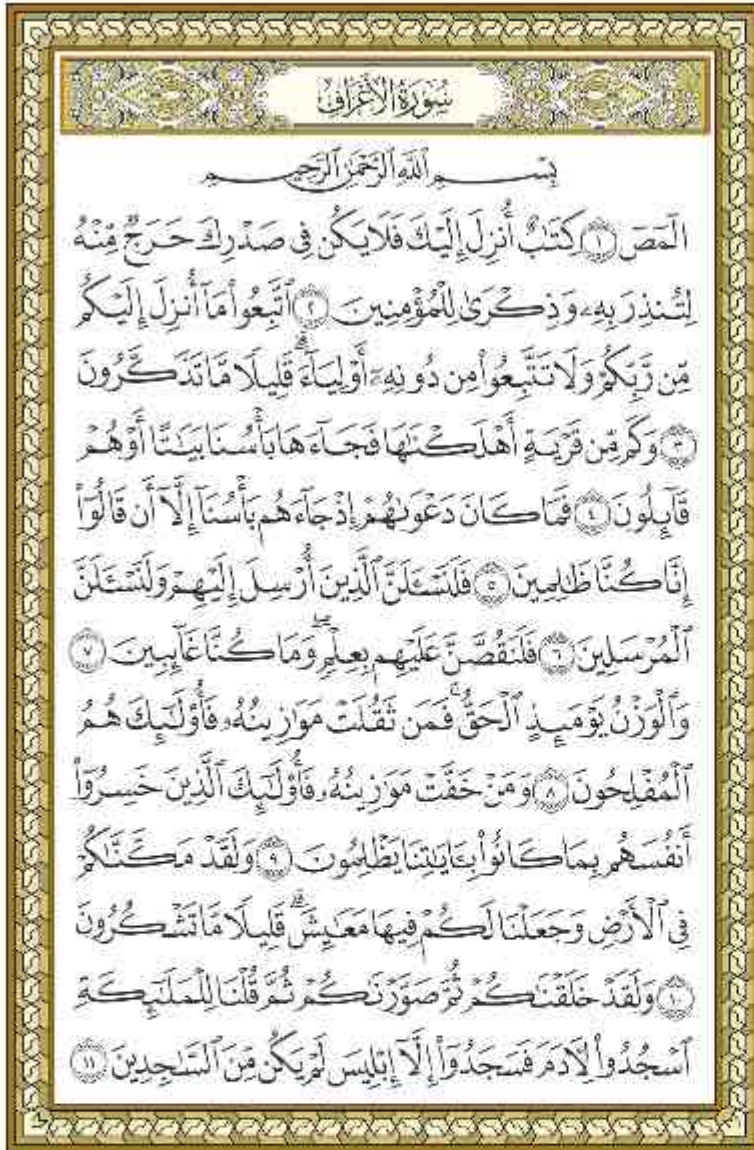 سُورَةُ الْأَعْرَافِ
بِسْمِ ٱللَّهِ ٱلرَّحْمَٰنِ ٱلرَّحِيمِ
الٓمٓصٓ ١ كِتَٰبٌ أُنزِلَ إِلَيْكَ فَلَا يَكُن فِى صَدْرِكَ حَرَجٌ مِّنْهُ
لِتُنذِرَ بِهِۦ وَذِكْرَىٰ لِلْمُؤْمِنِينَ ٢ ٱتَّبِعُوا۟ مَآ أُنزِلَ إِلَيْكُم
مِّن رَّبِّكُمْ وَلَا تَتَّبِعُوا۟ مِن دُونِهِۦٓ أَوْلِيَآءَ ۗ قَلِيلًا مَّا تَذَكَّرُونَ
٣ وَكَم مِّن قَرْيَةٍ أَهْلَكْنَٰهَا فَجَآءَهَا بَأْسُنَا بَيَٰتًا أَوْ هُمْ
قَآئِلُونَ ٤ فَمَا كَانَ دَعْوَىٰهُمْ إِذْ جَآءَهُم بَأْسُنَآ إِلَّآ أَن قَالُوٓا۟
إِنَّا كُنَّا ظَٰلِمِينَ ٥ فَلَنَسْـَٔلَنَّ ٱلَّذِينَ أُرْسِلَ إِلَيْهِمْ وَلَنَسْـَٔلَنَّ
ٱلْمُرْسَلِينَ ٦ فَلَنَقُصَّنَّ عَلَيْهِم بِعِلْمٍ ۖ وَمَا كُنَّا غَآئِبِينَ ٧
وَٱلْوَزْنُ يَوْمَئِذٍ ٱلْحَقُّ ۚ فَمَن ثَقُلَتْ مَوَٰزِينُهُۥ فَأُو۟لَٰٓئِكَ هُمُ
ٱلْمُفْلِحُونَ ٨ وَمَنْ خَفَّتْ مَوَٰزِينُهُۥ فَأُو۟لَٰٓئِكَ ٱلَّذِينَ خَسِرُوٓا۟
أَنفُسَهُم بِمَا كَانُوا۟ بِـَٔايَٰتِنَا يَظْلِمُونَ ٩ وَلَقَدْ مَكَّنَّٰكُمْ
فِى ٱلْأَرْضِ وَجَعَلْنَا لَكُمْ فِيهَا مَعَٰيِشَ ۗ قَلِيلًا مَّا تَشْكُرُونَ
١٠ وَلَقَدْ خَلَقْنَٰكُمْ ثُمَّ صَوَّرْنَٰكُمْ ثُمَّ قُلْنَا لِلْمَلَٰٓئِكَةِ
ٱسْجُدُوا۟ لِـَٔادَمَ فَسَجَدُوٓا۟ إِلَّآ إِبْلِيسَ لَمْ يَكُن مِّنَ ٱلسَّٰجِدِينَ ١١